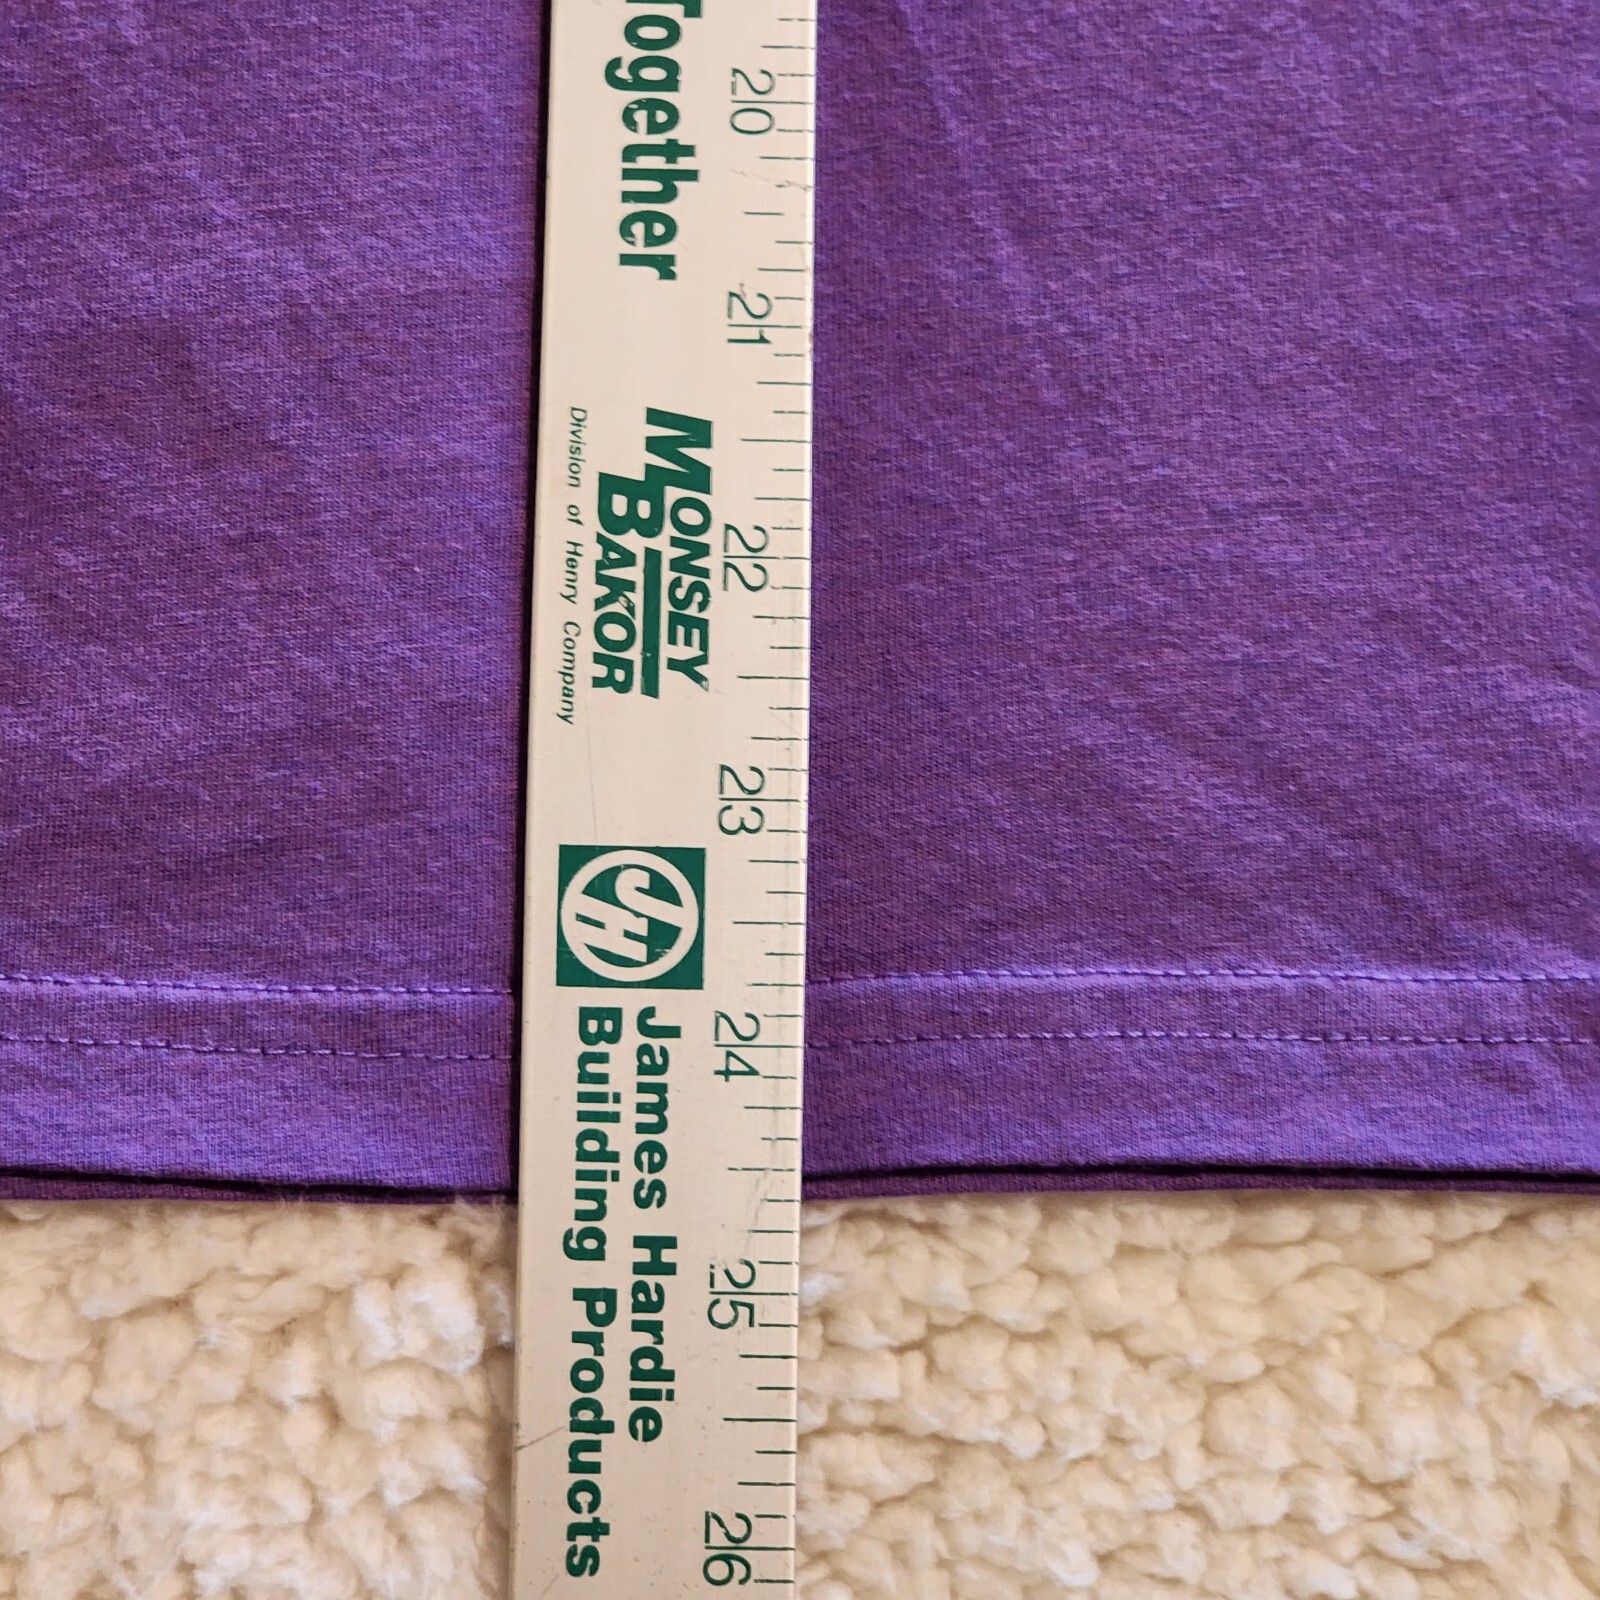 Together
MONSEY
BAKOR
Division of Henry Company
JH
James Hardie
Building Products
20
21
22
23
24
25
26